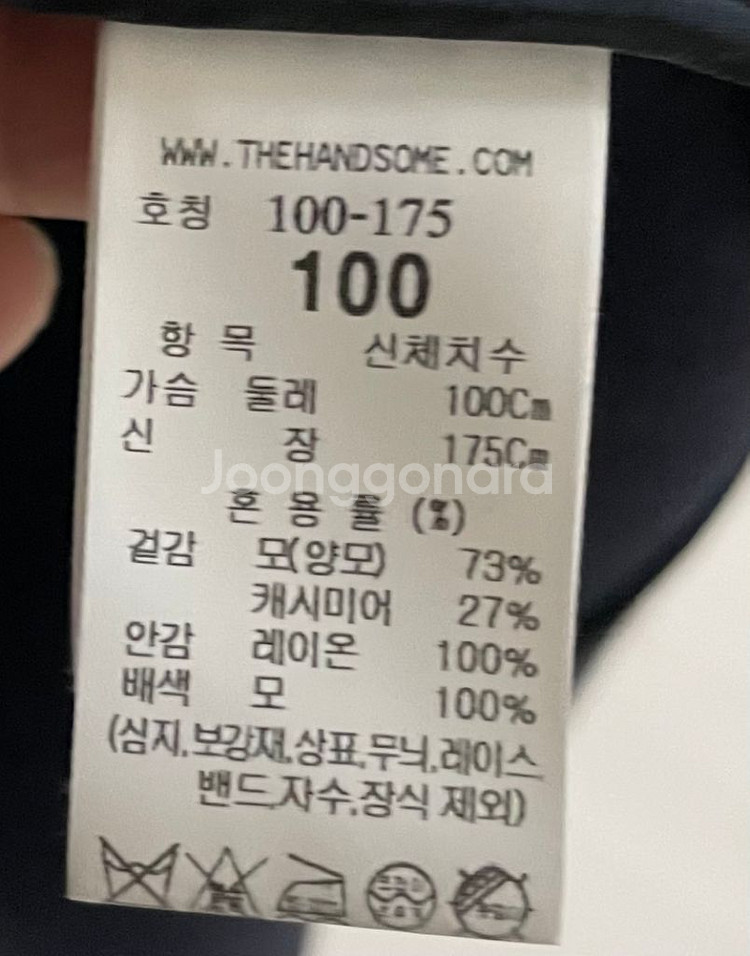 WWW.THEHANDSOME.COM
호칭 100-175
100
항 목 신체치수
가슴 둘레 100Cm
신 장 175Cm
Joonggonara
혼 용 률 (%)
겉감 모(양모) 73%
캐시미어 27%
안감 레이온 100%
배색 모 100%
(심지,보강재,상표,무늬,레이스
밴드,자수,장식 제외)